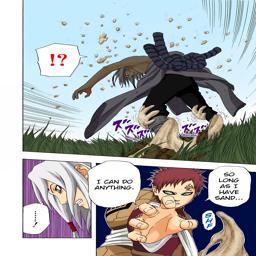 !?
SO
LONG
AS I
HAVE
SAND...
I CAN DO
ANYTHING.
......!